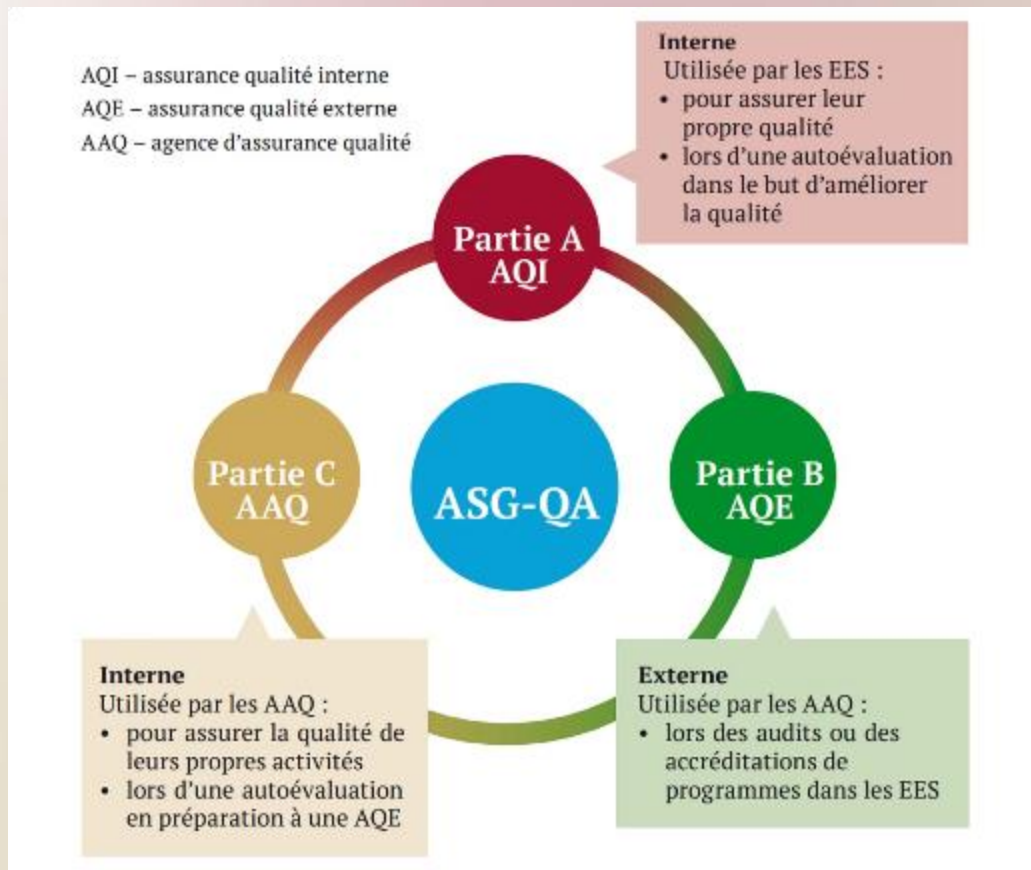 AQI – assurance qualité interne
AQE – assurance qualité externe
AAQ – agence d'assurance qualité
Interne
Utilisée par les EES :
• pour assurer leur
propre qualité
• lors d'une autoévaluation
dans le but d'améliorer
la qualité
Partie A
AQI
Partie C
AAQ
ASG-QA
Partie B
AQE
Interne
Utilisée par les AAQ :
• pour assurer la qualité de
leurs propres activités
• lors d'une autoévaluation
en préparation à une AQE
Externe
Utilisée par les AAQ :
• lors des audits ou des
accréditations de
programmes dans les EES